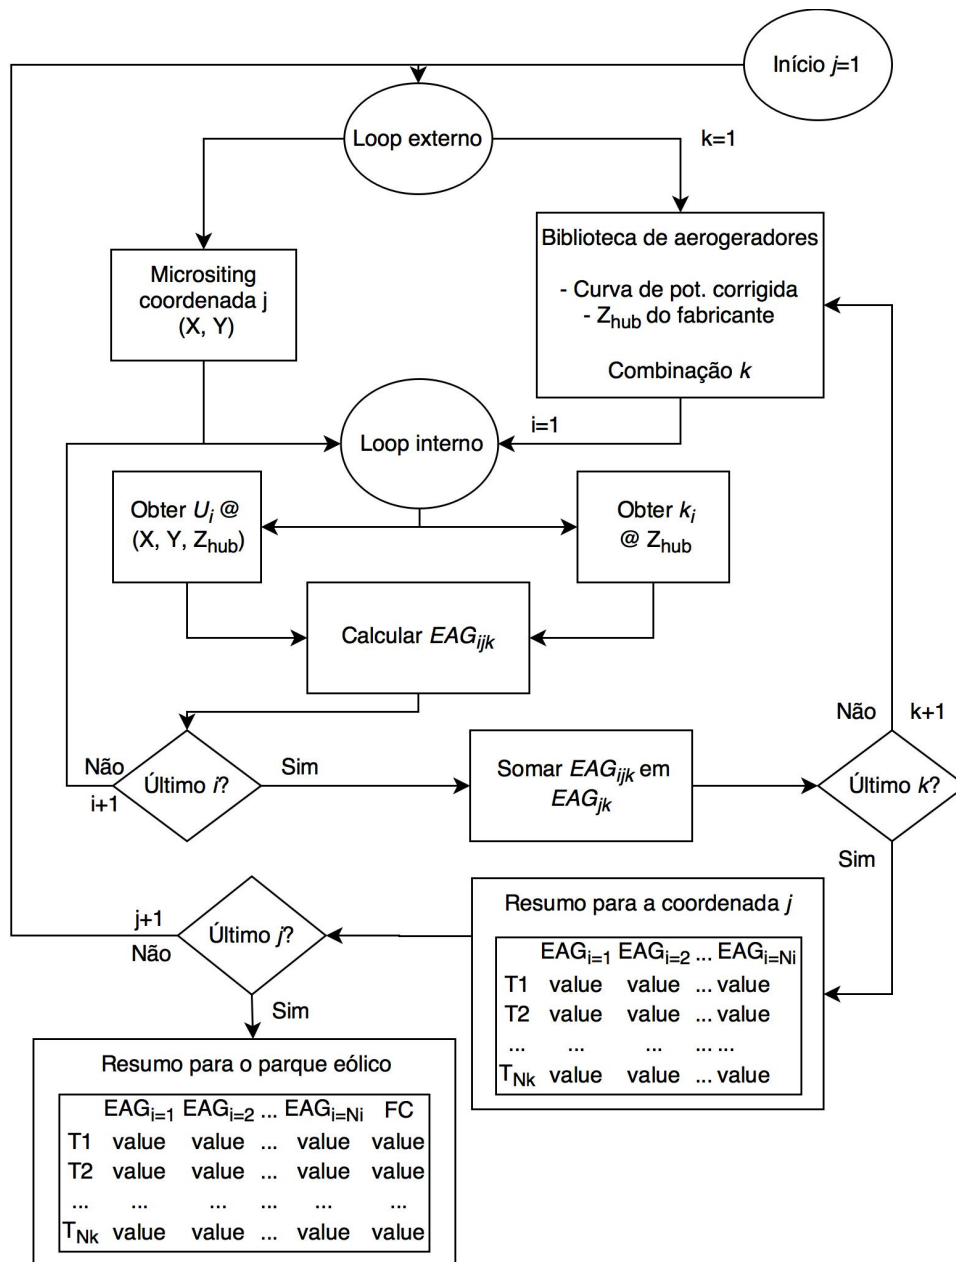 Início j=1
Loop externo
k=1
Biblioteca de aerogeradores
- Curva de pot. corrigida
- Zhub do fabricante
Combinação k
Micrositing
coordenada j
(X, Y)
i=1
Loop interno
Obter Ui @
(X, Y, Zhub)
Obter ki
@ Zhub
Calcular EAGijk
Não
i+1
Último i?
Sim
Somar EAGijk em
EAGjk
Não
k+1
Último k?
Sim
j+1
Não
Último j?
Sim
Resumo para a coordenada j
EAGi=1 EAGi=2 ... EAGi=Ni
T1 value value ... value
T2 value value ... value
... ... ... ... ...
TNk value value ... value
Resumo para o parque eólico
EAGi=1 EAGi=2 ... EAGi=Ni FC
T1 value value ... value value
T2 value value ... value value
... ... ... ... ... ...
TNk value value ... value value